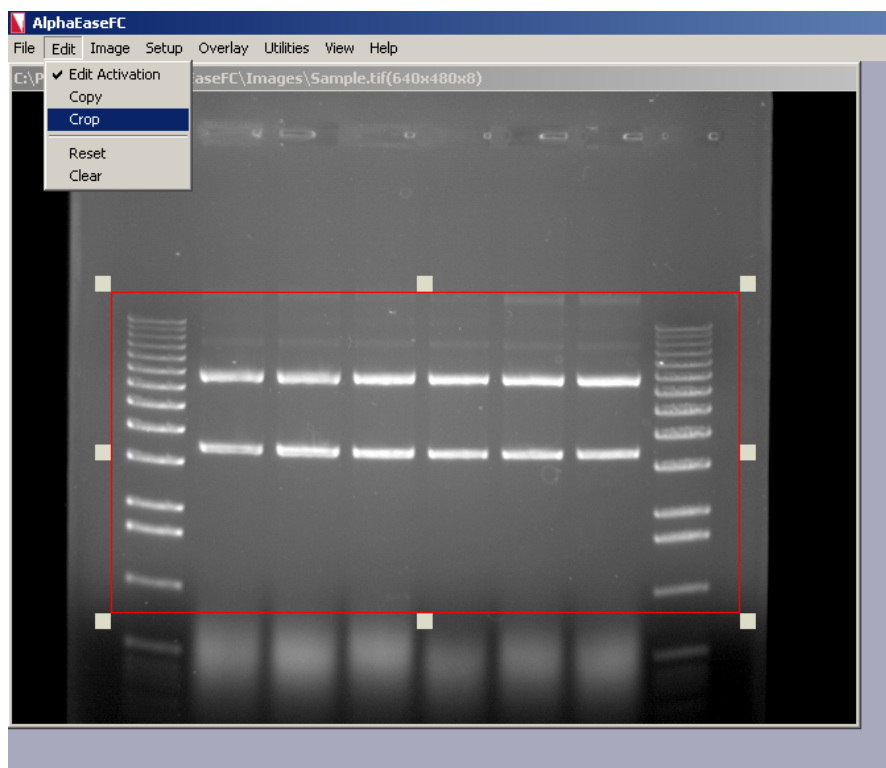 AlphaEaseFC
File Edit Image Setup Overlay Utilities View Help
C:\P aseFC\Images\Sample.tif(640x480x8)
✔ Edit Activation
Copy
Crop
Reset
Clear